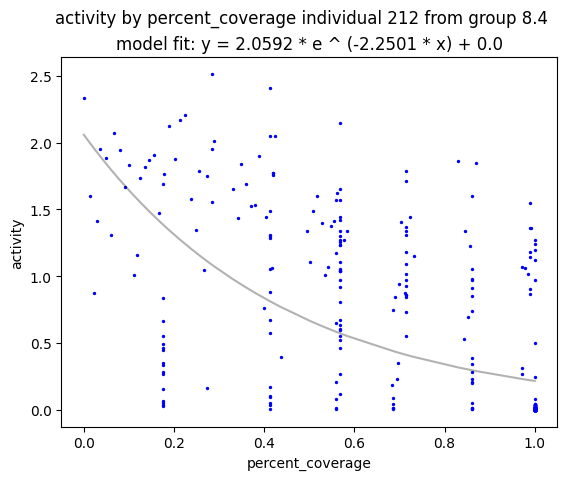 activity by percent_coverage individual 212 from group 8.4
model fit: y = 2.0592 * e ^ (-2.2501 * x) + 0.0
2.5
2.0
1.5
1.0
0.5
0.0
activity
0.0 0.2 0.4 0.6 0.8 1.0
percent_coverage